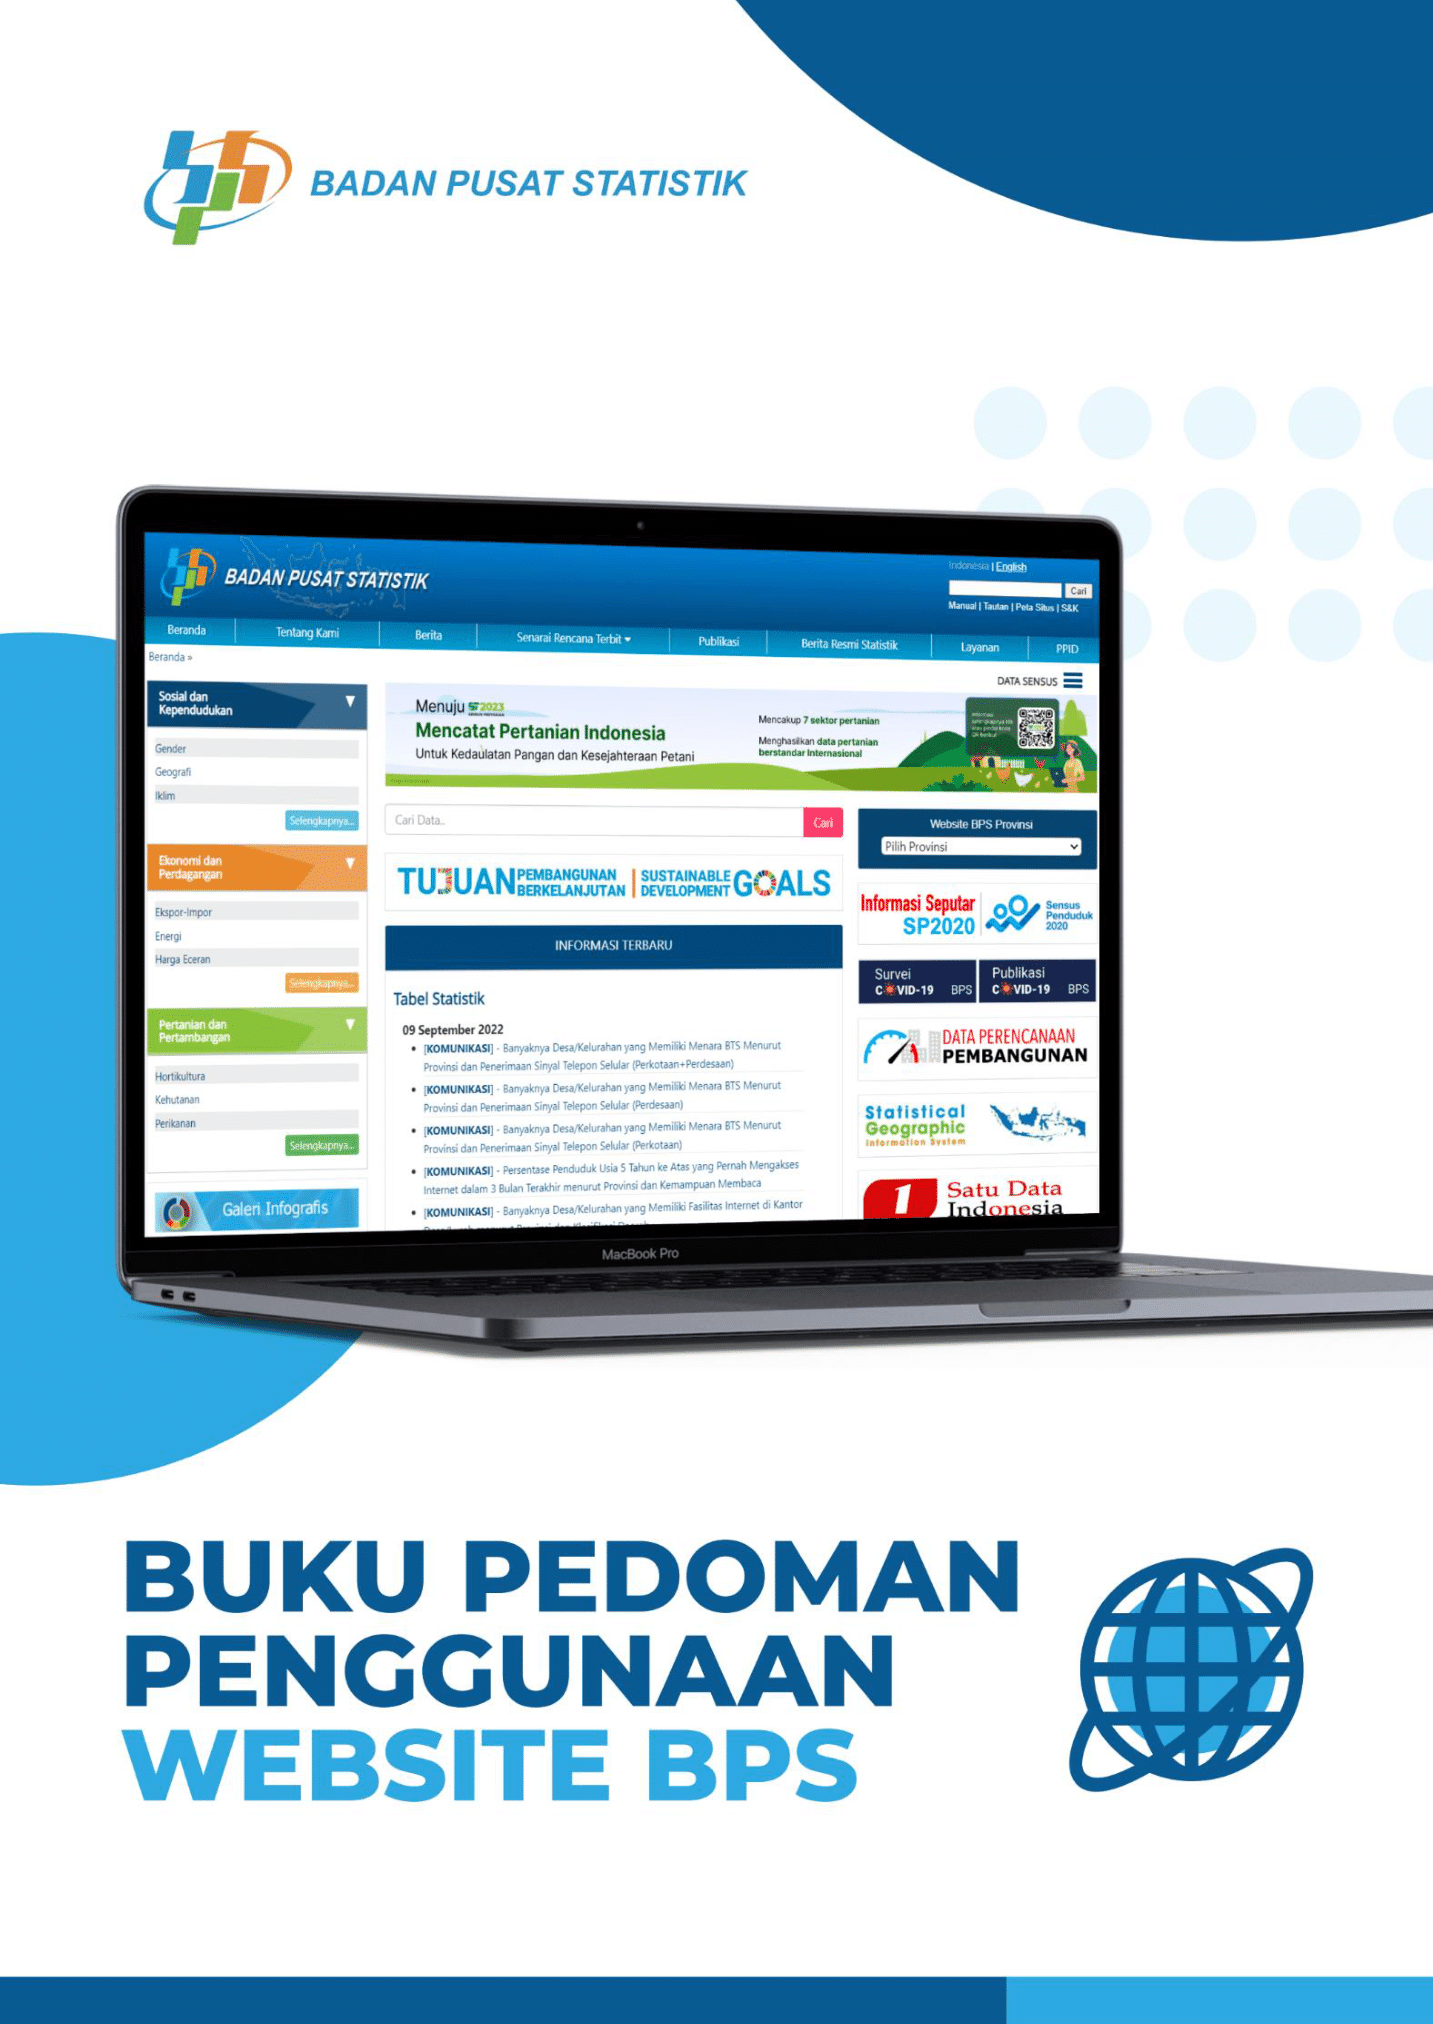 BADAN PUSAT STATISTIK
BADAN PUSAT STATISTIK
Indonesia | English
Cari
Manual | Tautan | Peta Situs | S&K
Beranda
Tentang Kami
Berita
Senarai Rencana Terbit
Publikasi
Berita Resmi Statistik
Layanan
PPID
Beranda »
DATA SENSUS
Sosial dan
Kependudukan
Gender
Geografi
Iklim
Selengkapnya...
Ekonomi dan
Perdagangan
Ekspor-Impor
Energi
Harga Eceran
Selengkapnya...
Pertanian dan
Pertambangan
Hortikultura
Kehutanan
Perikanan
Selengkapnya...
Galeri Infografis
Menuju ST2023
Mencatat Pertanian Indonesia
Untuk Kedaulatan Pangan dan Kesejahteraan Petani
Mencakup 7 sektor pertanian
Menghasilkan data pertanian
berstandar Internasional
Cari Data..
Cari
TUJUAN PEMBANGUNAN BERKELANJUTAN | SUSTAINABLE DEVELOPMENT GOALS
INFORMASI TERBARU
Tabel Statistik
09 September 2022
• [KOMUNIKASI] - Banyaknya Desa/Kelurahan yang Memiliki Menara BTS Menurut
Provinsi dan Penerimaan Sinyal Telepon Selular (Perkotaan+Perdesaan)
• [KOMUNIKASI] - Banyaknya Desa/Kelurahan yang Memiliki Menara BTS Menurut
Provinsi dan Penerimaan Sinyal Telepon Selular (Perdesaan)
• [KOMUNIKASI] - Banyaknya Desa/Kelurahan yang Memiliki Menara BTS Menurut
Provinsi dan Penerimaan Sinyal Telepon Selular (Perkotaan)
• [KOMUNIKASI] - Persentase Penduduk Usia 5 Tahun ke Atas yang Pernah Mengakses
Internet dalam 3 Bulan Terakhir menurut Provinsi dan Kemampuan Membaca
• [KOMUNIKASI] - Banyaknya Desa/Kelurahan yang Memiliki Fasilitas Internet di Kantor
Website BPS Provinsi
Pilih Provinsi
Informasi Seputar
SP2020
Sensus
Penduduk
2020
Survei
COVID-19 BPS
Publikasi
COVID-19 BPS
DATA PERENCANAAN
PEMBANGUNAN
Statistical
Geographic
Information System
1 Satu Data
Indonesia
MacBook Pro
BUKU PEDOMAN
PENGGUNAAN
WEBSITE BPS